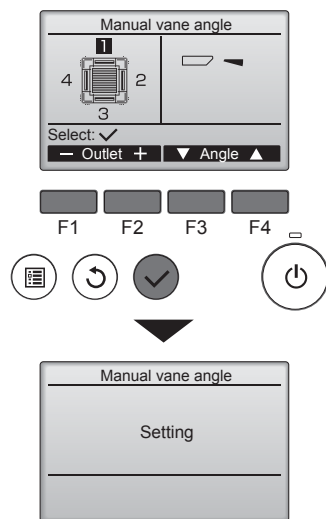 Manual vane angle
1
4 2
3
Select: ✓
− Outlet + ▼ Angle ▲
F1 F2 F3 F4
Manual vane angle
Setting